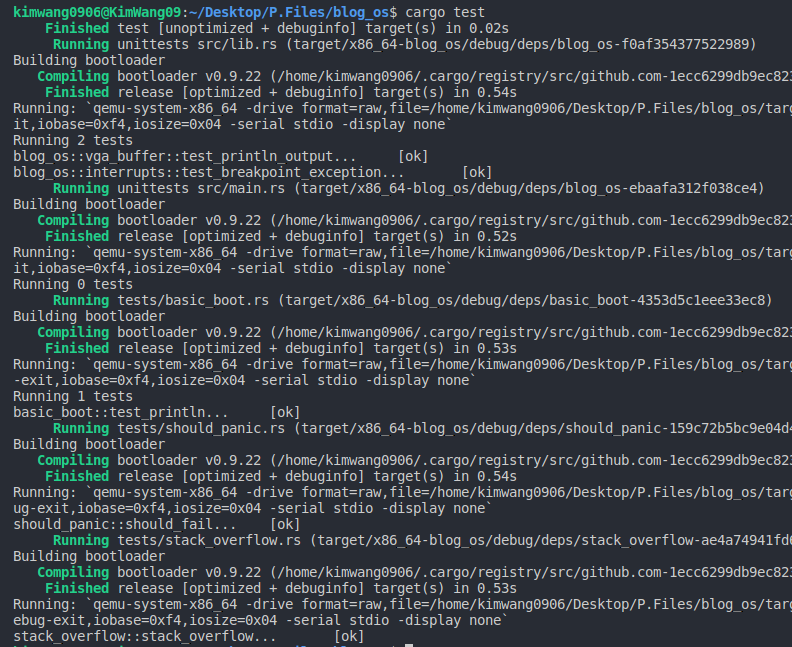 kimwang0906@KimWang09:~/Desktop/P.Files/blog_os$ cargo test
Finished test [unoptimized + debuginfo] target(s) in 0.02s
Running unittests src/lib.rs (target/x86_64-blog_os/debug/deps/blog_os-f0af354377522989)
Building bootloader
Compiling bootloader v0.9.22 (/home/kimwang0906/.cargo/registry/src/github.com-1ecc6299db9ec823
Finished release [optimized + debuginfo] target(s) in 0.54s
Running: `qemu-system-x86_64 -drive format=raw,file=/home/kimwang0906/Desktop/P.Files/blog_os/targ
it,iobase=0xf4,iosize=0x04 -serial stdio -display none`
Running 2 tests
blog_os::vga_buffer::test_println_output... [ok]
blog_os::interrupts::test_breakpoint_exception... [ok]
Running unittests src/main.rs (target/x86_64-blog_os/debug/deps/blog_os-ebaafa312f038ce4)
Building bootloader
Compiling bootloader v0.9.22 (/home/kimwang0906/.cargo/registry/src/github.com-1ecc6299db9ec823
Finished release [optimized + debuginfo] target(s) in 0.52s
Running: `qemu-system-x86_64 -drive format=raw,file=/home/kimwang0906/Desktop/P.Files/blog_os/targ
it,iobase=0xf4,iosize=0x04 -serial stdio -display none`
Running 0 tests
Running tests/basic_boot.rs (target/x86_64-blog_os/debug/deps/basic_boot-4353d5c1eee33ec8)
Building bootloader
Compiling bootloader v0.9.22 (/home/kimwang0906/.cargo/registry/src/github.com-1ecc6299db9ec823
Finished release [optimized + debuginfo] target(s) in 0.53s
Running: `qemu-system-x86_64 -drive format=raw,file=/home/kimwang0906/Desktop/P.Files/blog_os/targ
-exit,iobase=0xf4,iosize=0x04 -serial stdio -display none`
Running 1 tests
basic_boot::test_println... [ok]
Running tests/should_panic.rs (target/x86_64-blog_os/debug/deps/should_panic-159c72b5bc9e04d4
Building bootloader
Compiling bootloader v0.9.22 (/home/kimwang0906/.cargo/registry/src/github.com-1ecc6299db9ec823
Finished release [optimized + debuginfo] target(s) in 0.54s
Running: `qemu-system-x86_64 -drive format=raw,file=/home/kimwang0906/Desktop/P.Files/blog_os/targ
ug-exit,iobase=0xf4,iosize=0x04 -serial stdio -display none`
should_panic::should_fail... [ok]
Running tests/stack_overflow.rs (target/x86_64-blog_os/debug/deps/stack_overflow-ae4a74941fd6
Building bootloader
Compiling bootloader v0.9.22 (/home/kimwang0906/.cargo/registry/src/github.com-1ecc6299db9ec823
Finished release [optimized + debuginfo] target(s) in 0.53s
Running: `qemu-system-x86_64 -drive format=raw,file=/home/kimwang0906/Desktop/P.Files/blog_os/targ
ebug-exit,iobase=0xf4,iosize=0x04 -serial stdio -display none`
stack_overflow::stack_overflow... [ok]